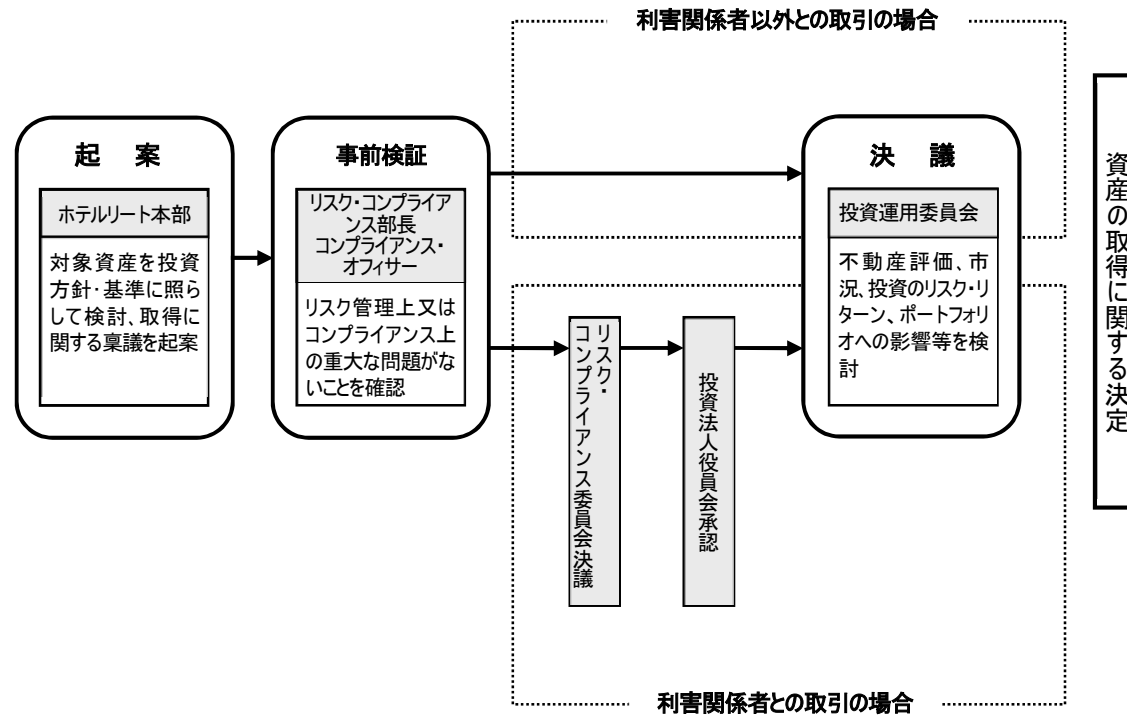 利害関係者以外との取引の場合
起 案
ホテルリート本部
対象資産を投資
方針・基準に照ら
して検討、取得に
関する稟議を起案
事前検証
リスク・コンプライア
ンス部長
コンプライアンス・
オフィサー
リスク管理上又は
コンプライアンス上
の重大な問題がな
いことを確認
リスク・
コンプライアンス委員会決議
投資法人役員会承認
決 議
投資運用委員会
不動産評価、市
況、投資のリスク・リ
ターン、ポートフォリ
オへの影響等を検
討
資産の取得に関する決定
利害関係者との取引の場合